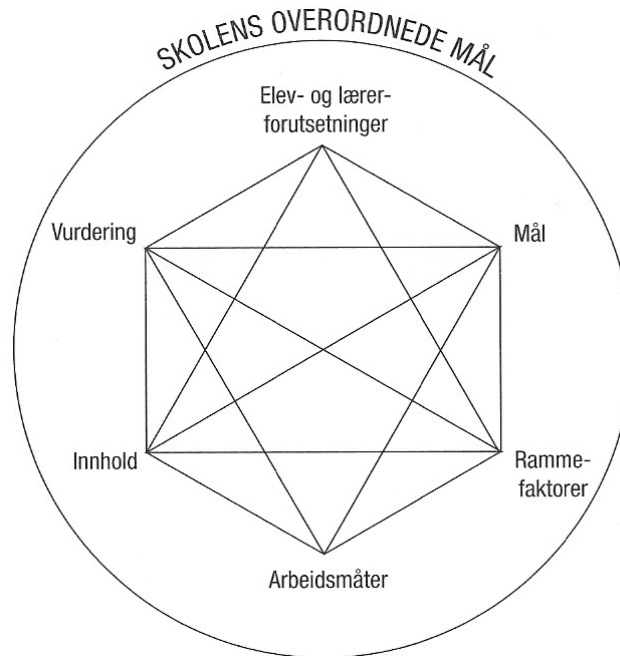 SKOLENS OVERORDNEDE MÅL
Elev- og lærer-
forutsetninger
Vurdering
Mål
Innhold
Ramme-
faktorer
Arbeidsmåter